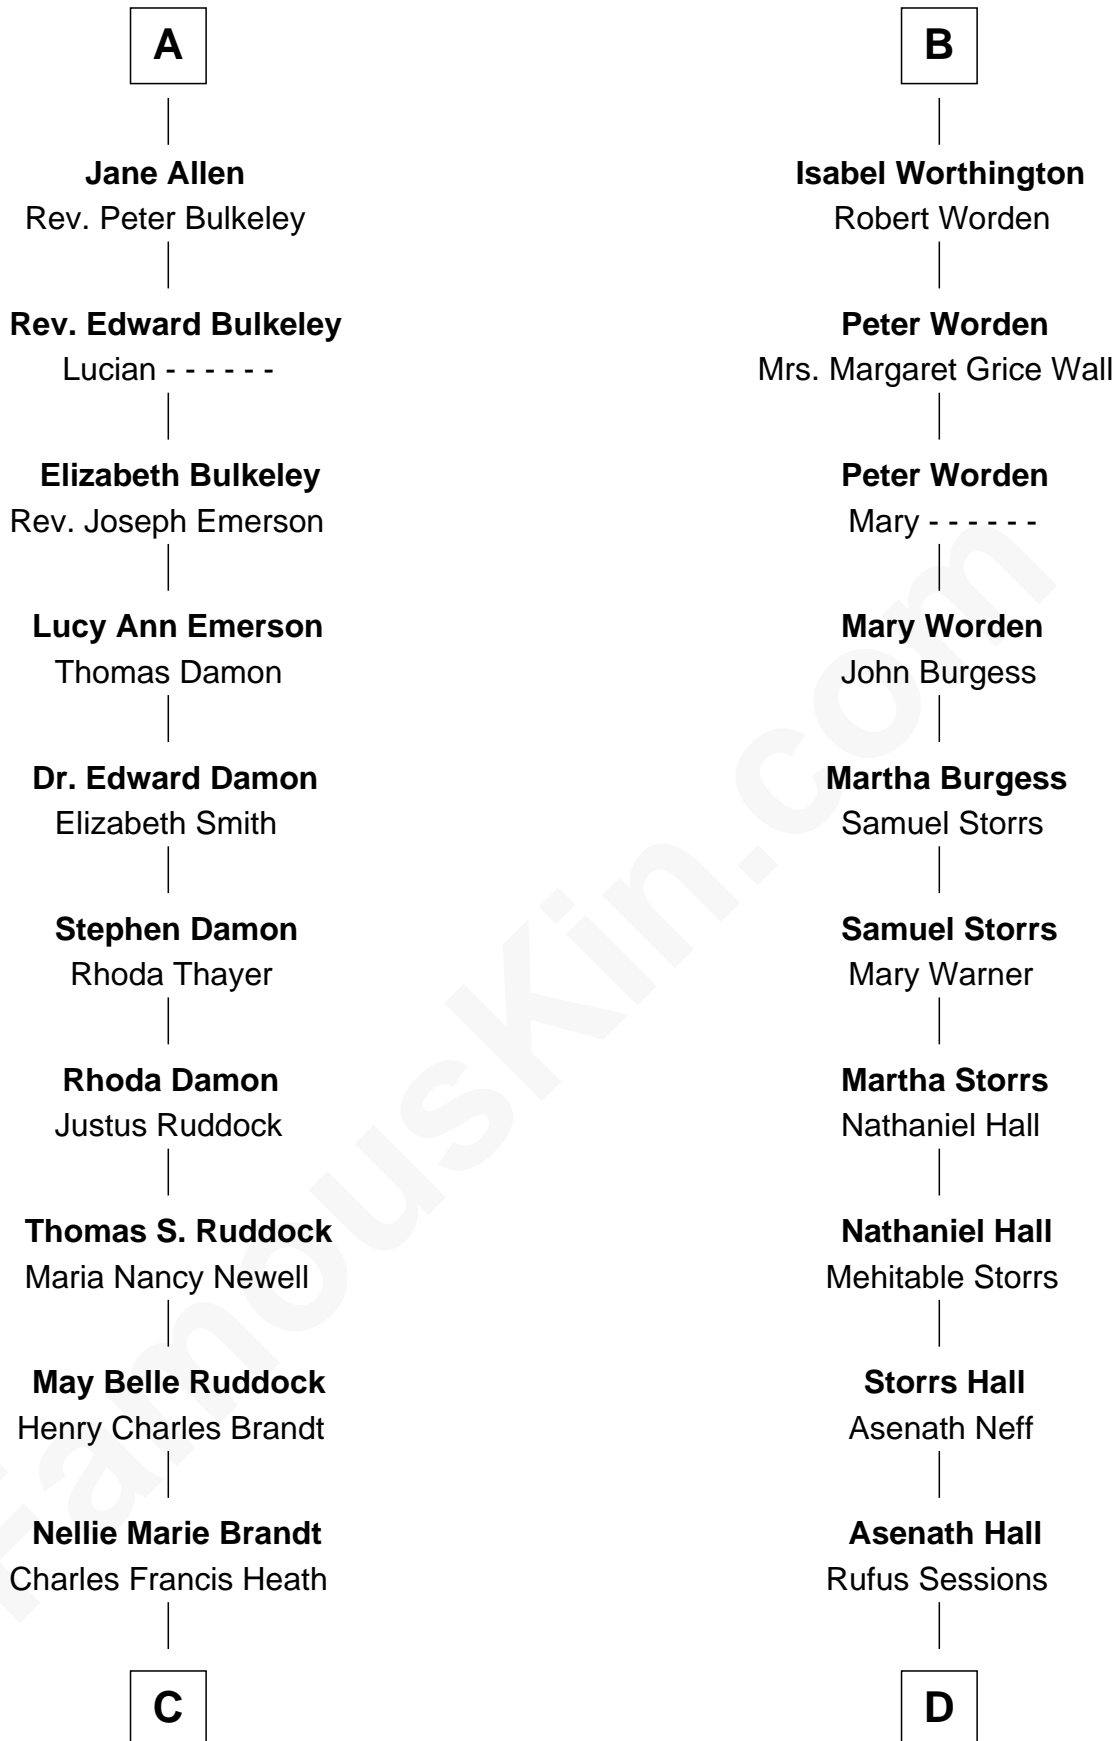 A
Jane Allen
Rev. Peter Bulkeley
Rev. Edward Bulkeley
Lucian - - - - - -
Elizabeth Bulkeley
Rev. Joseph Emerson
Lucy Ann Emerson
Thomas Damon
Dr. Edward Damon
Elizabeth Smith
Stephen Damon
Rhoda Thayer
Rhoda Damon
Justus Ruddock
Thomas S. Ruddock
Maria Nancy Newell
May Belle Ruddock
Henry Charles Brandt
Nellie Marie Brandt
Charles Francis Heath
C
B
Isabel Worthington
Robert Worden
Peter Worden
Mrs. Margaret Grice Wall
Peter Worden
Mary - - - - - -
Mary Worden
John Burgess
Martha Burgess
Samuel Storrs
Samuel Storrs
Mary Warner
Martha Storrs
Nathaniel Hall
Nathaniel Hall
Mehitable Storrs
Storrs Hall
Asenath Neff
Asenath Hall
Rufus Sessions
D
FamousKin.com